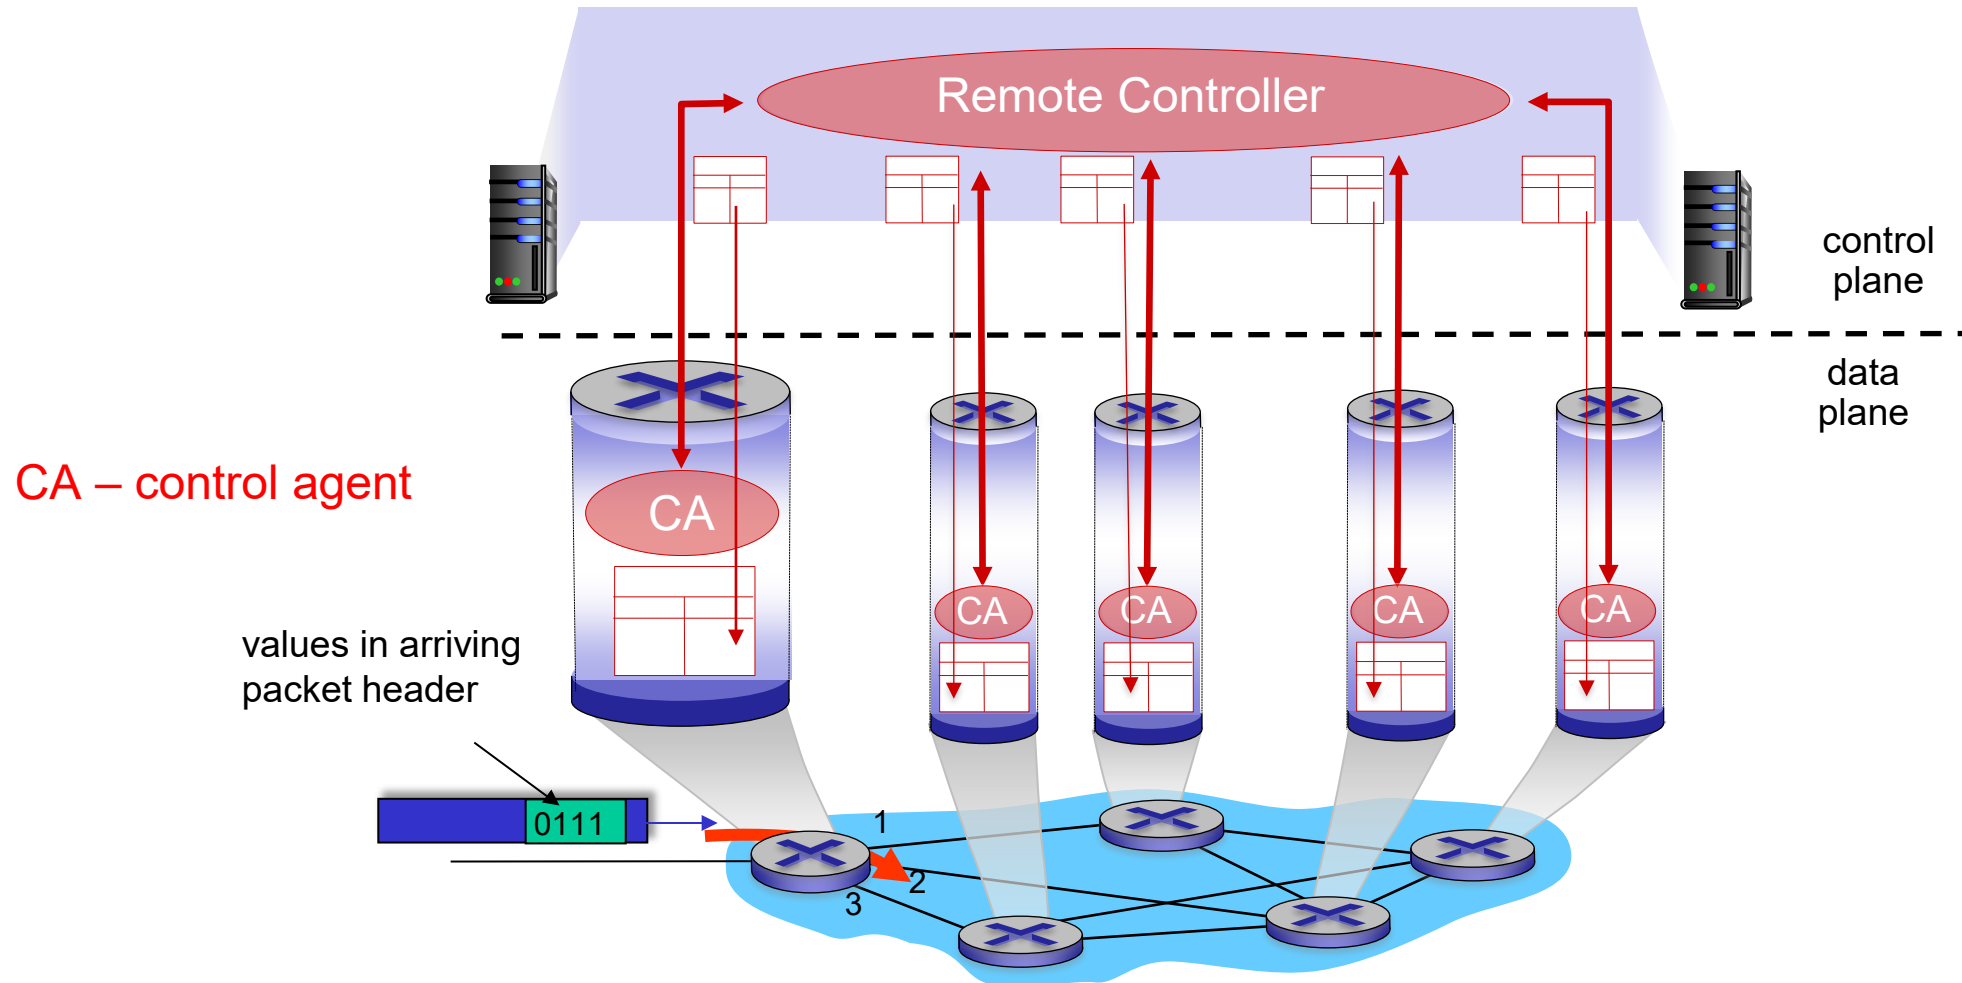 Remote Controller
control
plane
data
plane
CA – control agent
CA
CA
CA
CA
CA
values in arriving
packet header
0111
1
2
3